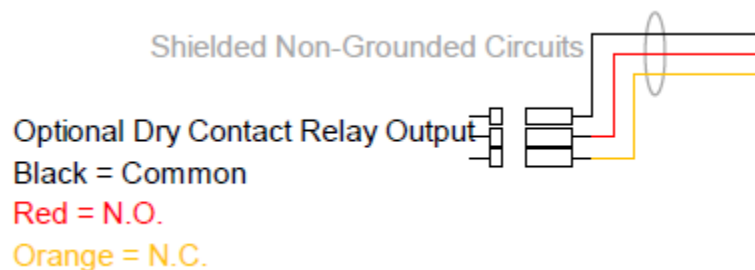 Shielded Non-Grounded Circuits
Optional Dry Contact Relay Output
Black = Common
Red = N.O.
Orange = N.C.